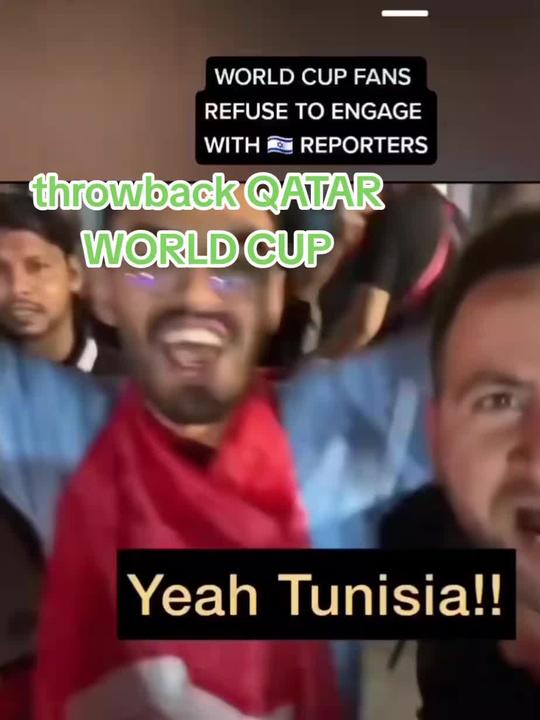 WORLD CUP FANS
REFUSE TO ENGAGE
WITH 🇮🇱 REPORTERS
throwback QATAR
WORLD CUP
Yeah Tunisia!!